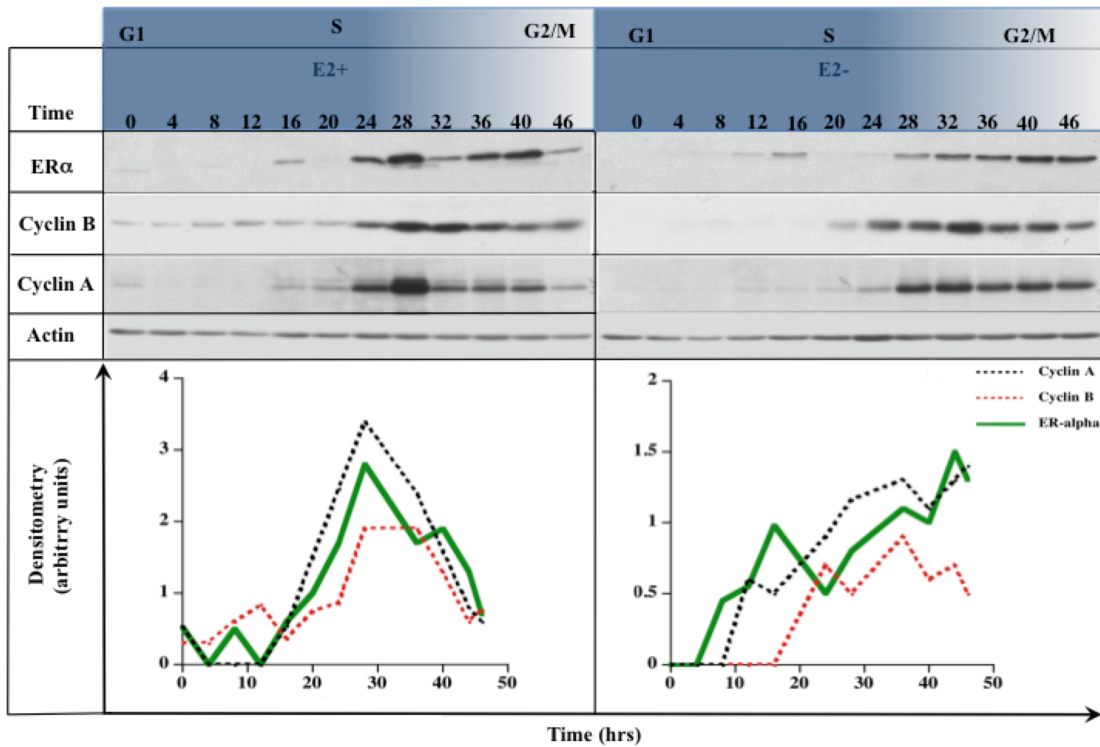 G1 S G2/M G1 S G2/M
E2+ E2-
Time 0 4 8 12 16 20 24 28 32 36 40 46 0 4 8 12 16 20 24 28 32 36 40 46
ERα
Cyclin B
Cyclin A
Actin
Densitometry
(arbitrry units)
4
3
2
1
0
0 10 20 30 40 50
2
1.5
1
0.5
0
0 10 20 30 40 50
Cyclin A
Cyclin B
ER-alpha
Time (hrs)